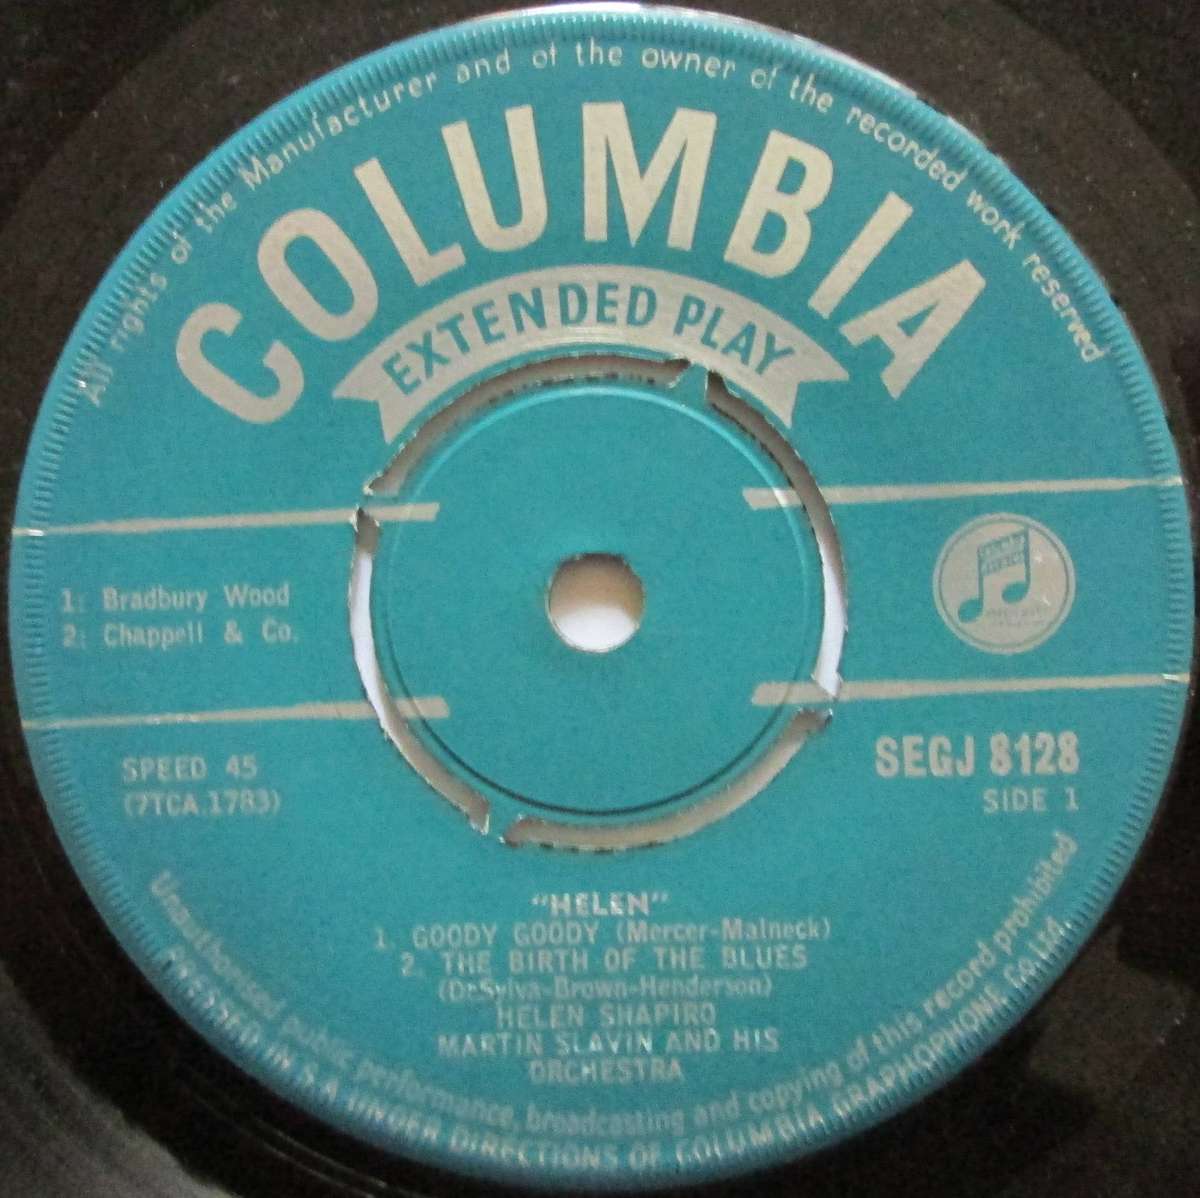 All rights of the Manufacturer and of the owner of the recorded work reserved
COLUMBIA
EXTENDED PLAY
1: Bradbury Wood
2: Chappell & Co.
SPEED 45
(7TCA.1783)
SEGJ 8128
SIDE 1
"HELEN"
1. GOODY GOODY (Mercer-Malneck)
2. THE BIRTH OF THE BLUES
(DeSylva-Brown-Henderson)
HELEN SHAPIRO
MARTIN SLAVIN AND HIS
ORCHESTRA
Unauthorised public performance, broadcasting and copying of this record prohibited
PRESSED IN S.A. UNDER DIRECTIONS OF COLUMBIA GRAPHOPHONE Co. Ltd.